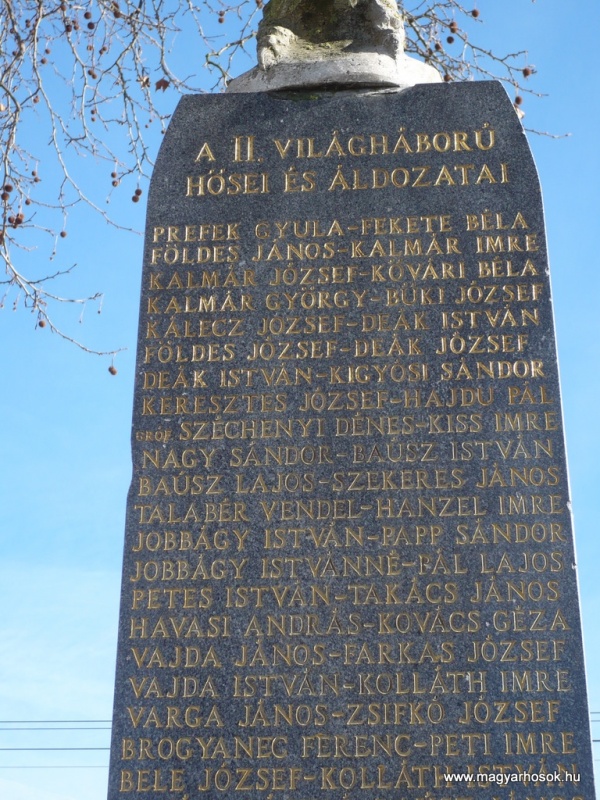 A II. VILÁGHÁBORÚ
HŐSEI ÉS ÁLDOZATAI
PREFEK GYULA-FEKETE BÉLA
FÖLDES JÁNOS-KALMÁR IMRE
KALMÁR JÓZSEF-KŐVÁRI BÉLA
KALMÁR GYÖRGY-BÜKI JÓZSEF
KÁLECZ JÓZSEF-DEÁK ISTVÁN
FÖLDES JÓZSEF-DEÁK JÓZSEF
DEÁK ISTVÁN-KIGYÓSI SÁNDOR
KERESZTES JÓZSEF-HAJDU PÁL
GRÓF SZÉCHENYI DÉNES-KISS IMRE
NAGY SÁNDOR-BAUSZ ISTVÁN
BAUSZ LAJOS-SZEKERES JÁNOS
TALABÉR VENDEL-HANZEL IMRE
JOBBÁGY ISTVÁN-PAPP SÁNDOR
JOBBÁGY ISTVÁNNÉ-PÁL LAJOS
PETES ISTVÁN-TAKÁCS JÁNOS
HAVASI ANDRÁS-KOVÁCS GÉZA
VAJDA JÁNOS-FARKAS JÓZSEF
VAJDA ISTVÁN-KOLLÁTH IMRE
VARGA JÁNOS-ZSIFKÓ JÓZSEF
BROGYANEC FERENC-PETI IMRE
BELE JÓZSEF-KOLLÁTH ISTVÁN
www.magyarhosok.hu